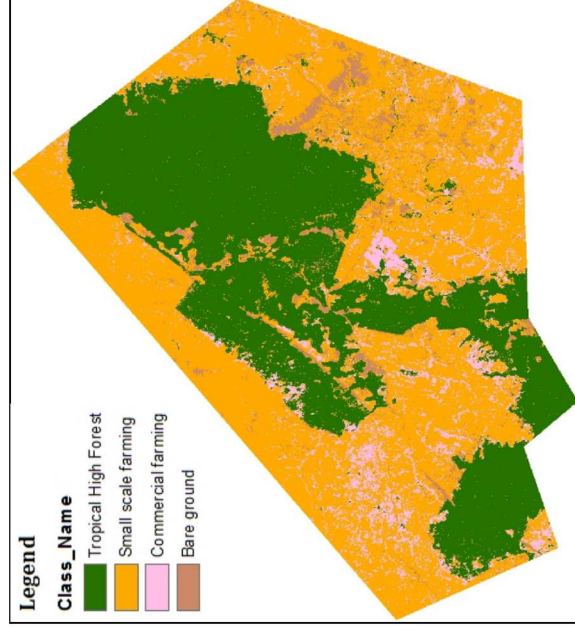 Legend
Class_Name
Tropical High Forest
Small scale farming
Commercial farming
Bare ground